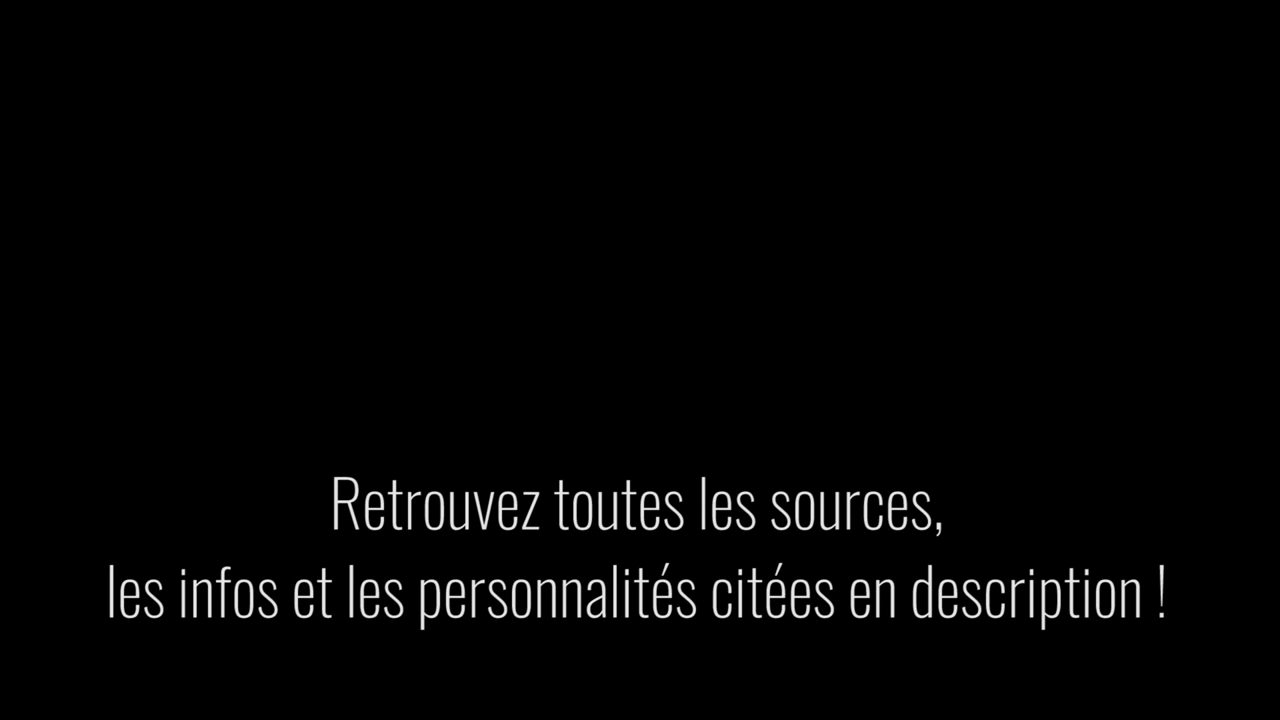 Retrouvez toutes les sources,
les infos et les personnalités citées en description !